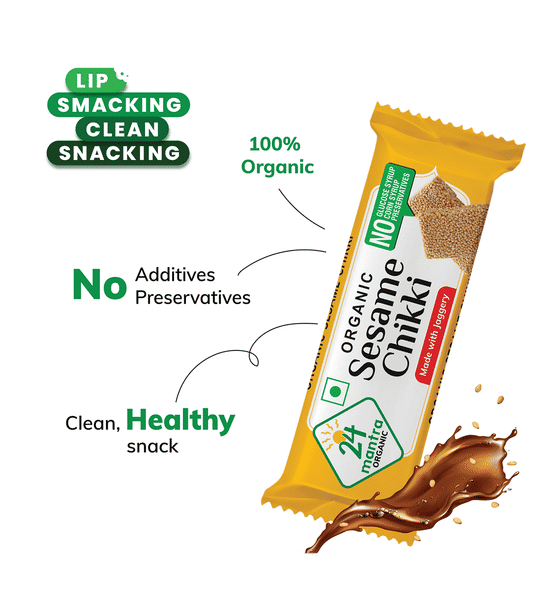 LIP
SMACKING
CLEAN
SNACKING
100%
Organic
No Additives
Preservatives
Clean, Healthy
snack
NO GLUCOSE SYRUP
CORN SYRUP
PRESERVATIVES
ORGANIC
Sesame
Chikki
Made with Jaggery
24
mantra
ORGANIC